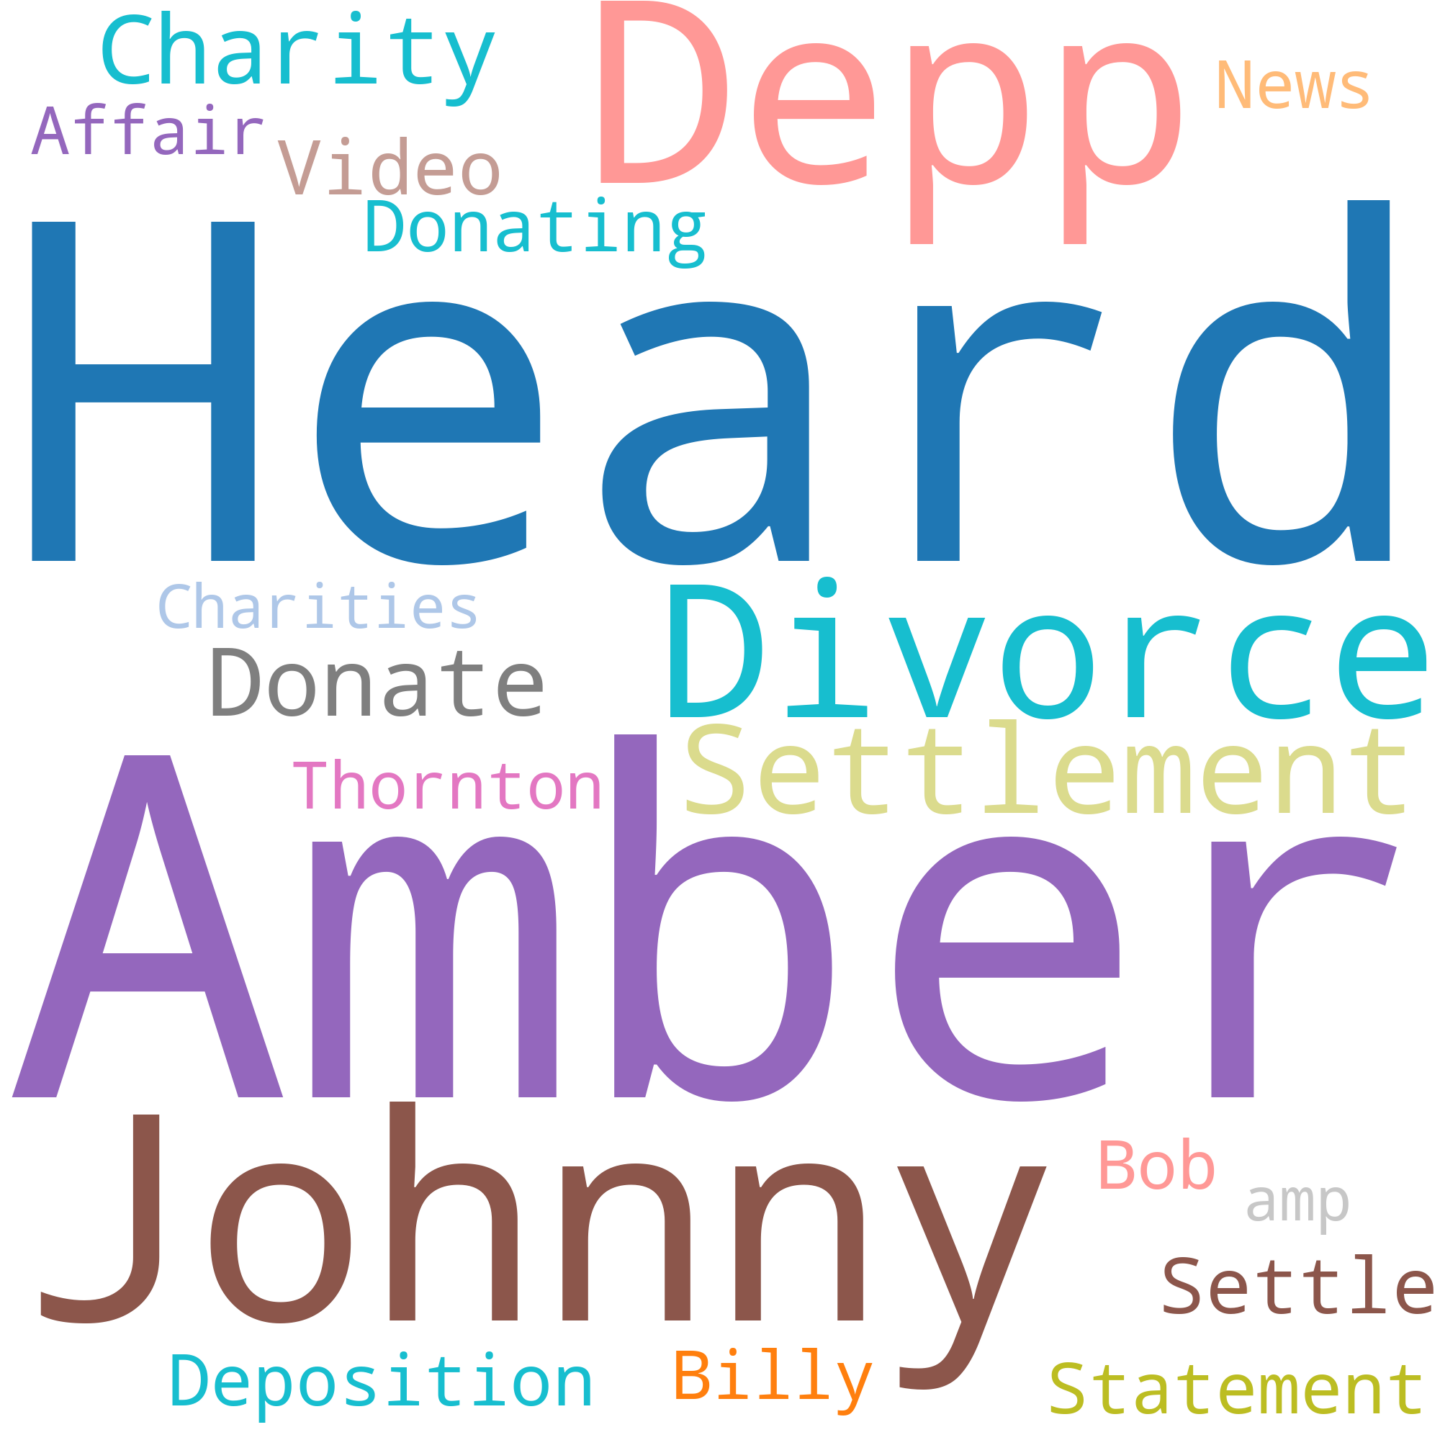 Charity
Depp
News
Affair
Video
Donating
Heard
Charities
Divorce
Donate
Settlement
Thornton
Amber
Johnny
Bob
amp
Settle
Deposition
Billy
Statement